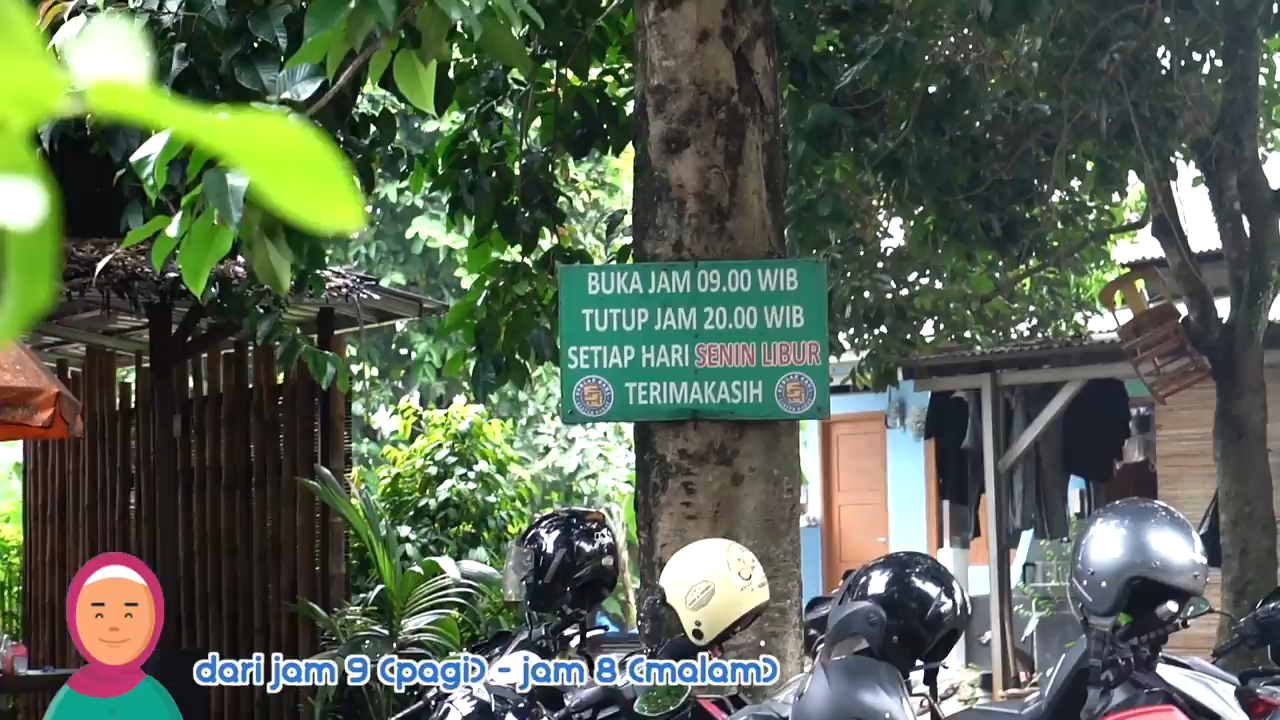 BUKA JAM 09.00 WIB
TUTUP JAM 20.00 WIB
SETIAP HARI SENIN LIBUR
TERIMAKASIH
dari jam 9 (pagi) - jam 8 (malam)